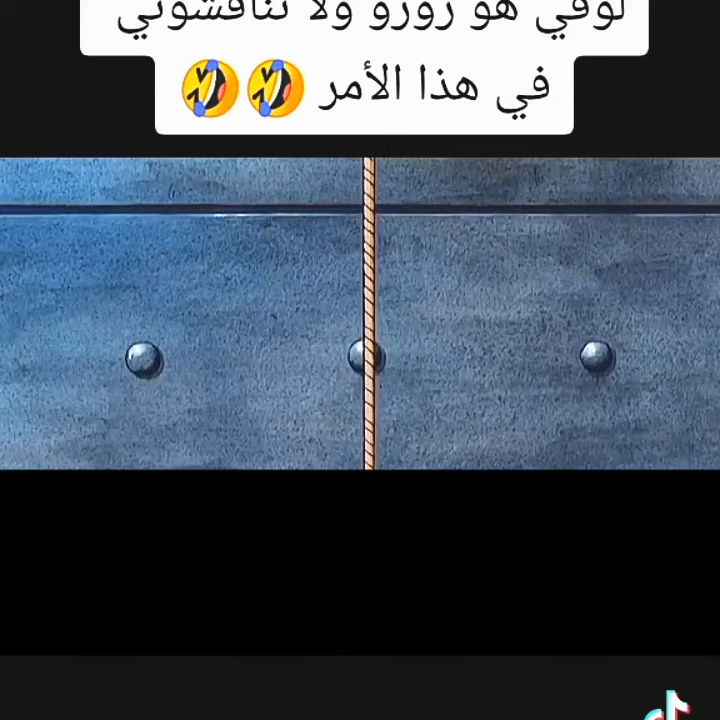 لوفي هو زورو ولا تناقشوني
في هذا الأمر 🤣🤣